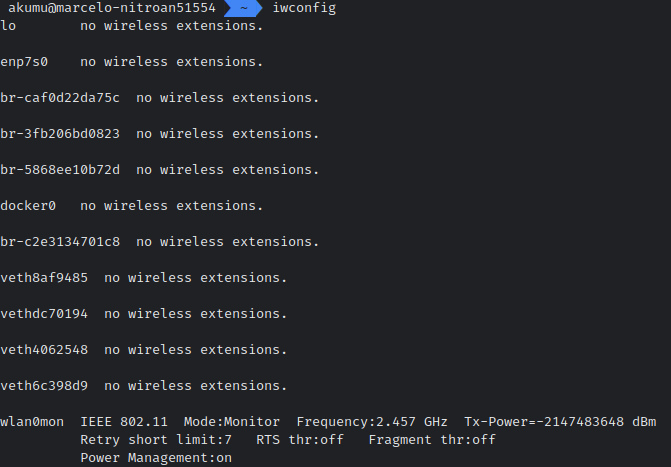 akumu@marcelo-nitroan51554 ~ iwconfig
lo        no wireless extensions.
enp7s0    no wireless extensions.
br-caf0d22da75c  no wireless extensions.
br-3fb206bd0823  no wireless extensions.
br-5868ee10b72d  no wireless extensions.
docker0   no wireless extensions.
br-c2e3134701c8  no wireless extensions.
veth8af9485  no wireless extensions.
vethdc70194  no wireless extensions.
veth4062548  no wireless extensions.
veth6c398d9  no wireless extensions.
wlan0mon  IEEE 802.11  Mode:Monitor  Frequency:2.457 GHz  Tx-Power=-2147483648 dBm
Retry short limit:7   RTS thr:off   Fragment thr:off
Power Management:on